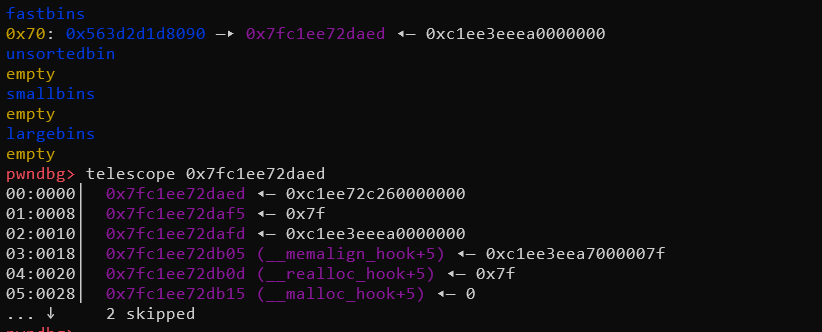 fastbins
0x70: 0x563d2d1d8090 —▸ 0x7fc1ee72daed ◂— 0xc1ee3eeea0000000
unsortedbin
empty
smallbins
empty
largebins
empty
pwndbg> telescope 0x7fc1ee72daed
00:0000│  0x7fc1ee72daed ◂— 0xc1ee72c260000000
01:0008│  0x7fc1ee72daf5 ◂— 0x7f
02:0010│  0x7fc1ee72dafd ◂— 0xc1ee3eeea0000000
03:0018│  0x7fc1ee72db05 (__memalign_hook+5) ◂— 0xc1ee3eea7000007f
04:0020│  0x7fc1ee72db0d (__realloc_hook+5) ◂— 0x7f
05:0028│  0x7fc1ee72db15 (__malloc_hook+5) ◂— 0
... ↓     2 skipped
pwndbg>